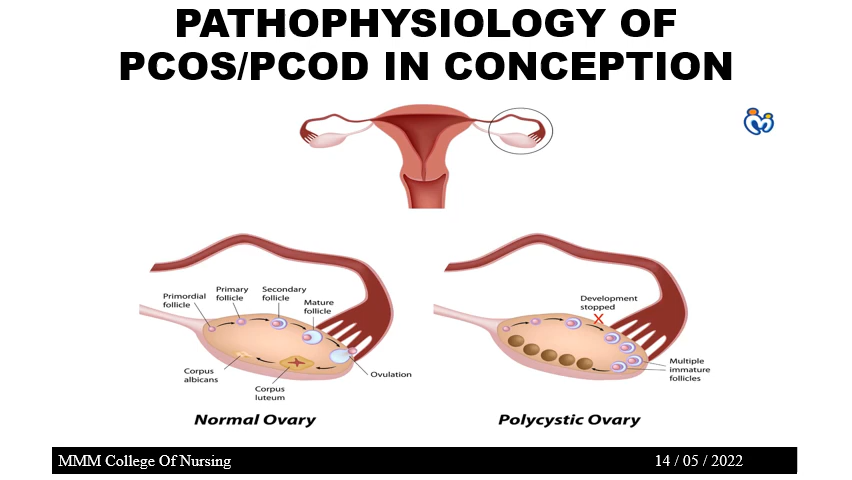 PATHOPHYSIOLOGY OF
PCOS/PCOD IN CONCEPTION
Primordial
follicle
Primary
follicle
Secondary
follicle
Mature
follicle
Ovulation
Corpus
luteum
Corpus
albicans
Normal Ovary
Development
stopped
X
Multiple
immature
follicles
Polycystic Ovary
MMM College Of Nursing
14 / 05 / 2022